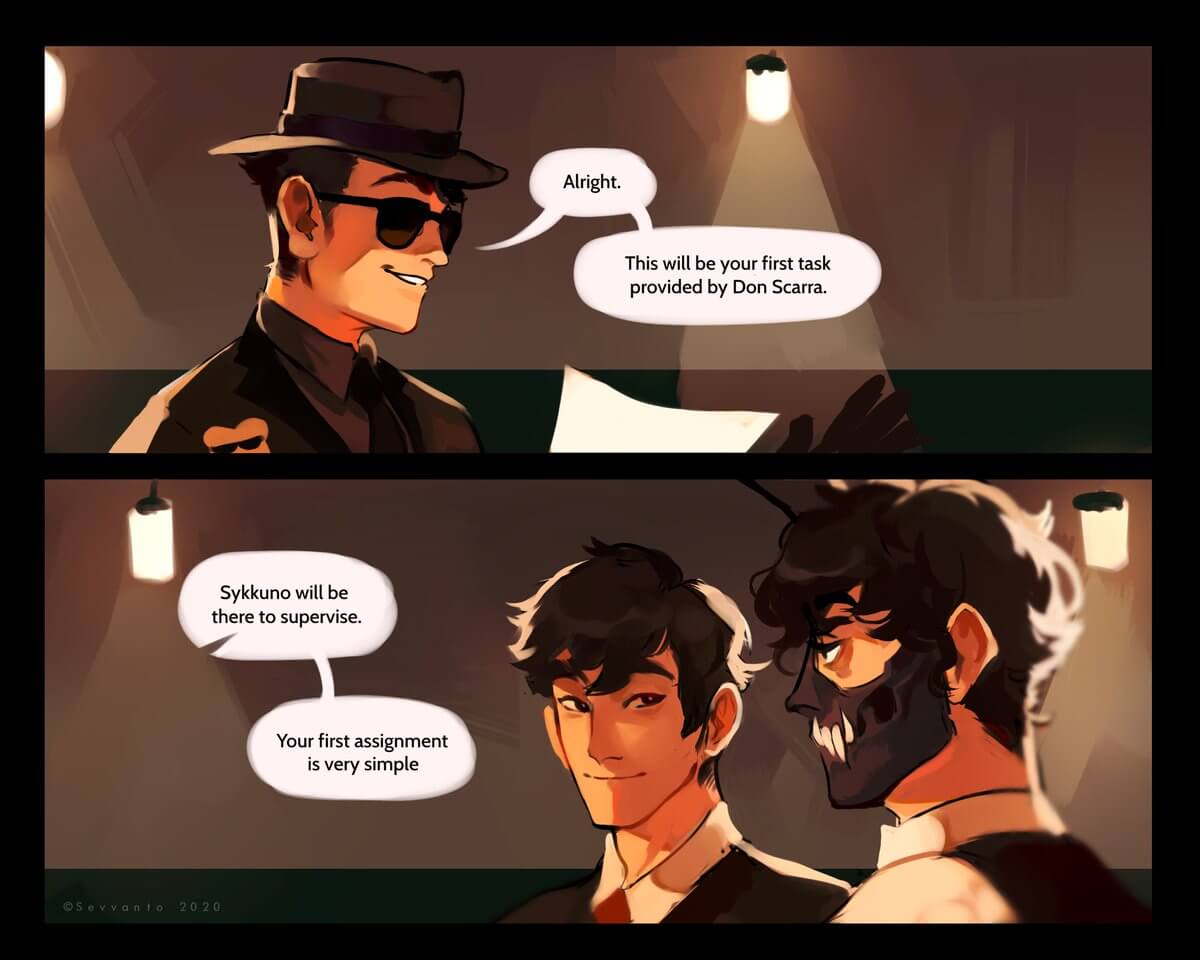 Alright.
This will be your first task
provided by Don Scarra.
Sykkuno will be
there to supervise.
Your first assignment
is very simple
©Sevvanto 2020